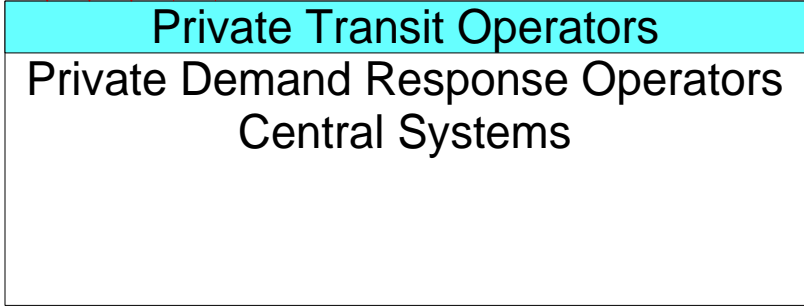 Private Transit Operators
Private Demand Response Operators
Central Systems